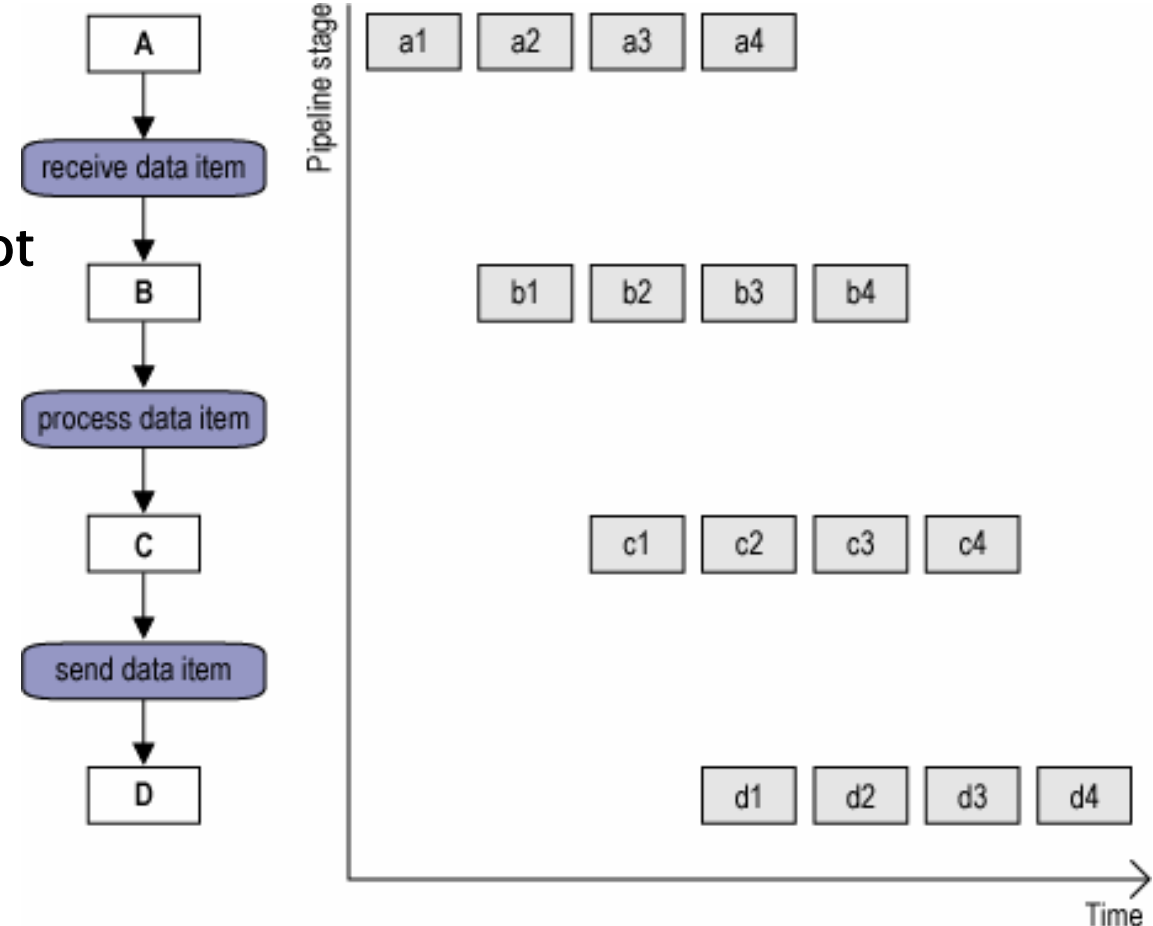 A
receive data item
ot
B
process data item
C
send data item
D
Pipeline stage
a1 a2 a3 a4
b1 b2 b3 b4
c1 c2 c3 c4
d1 d2 d3 d4
Time